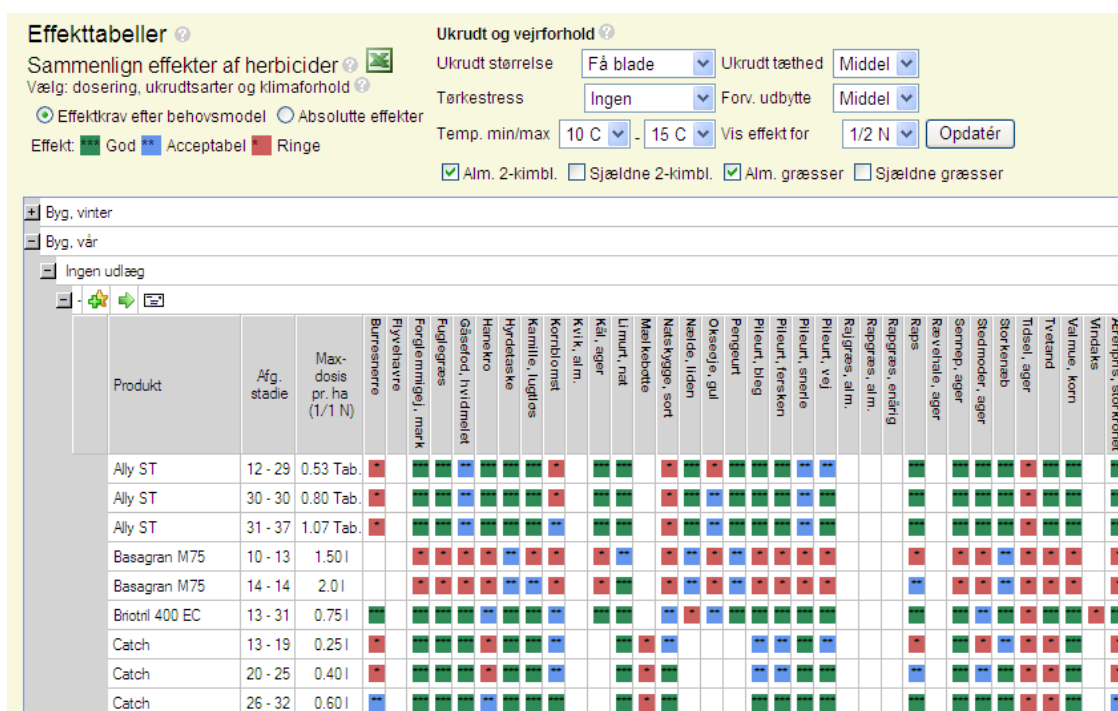 Effekttabeller
Sammenlign effekter af herbicider
Vælg: dosering, ukrudtsarter og klimaforhold
Effektkrav efter behovsmodel Absolutte effekter
Effekt: *** God ** Acceptabel * Ringe
Ukrudt og vejrforhold
Ukrudt størrelse Få blade Ukrudt tæthed Middel
Tørkestress Ingen Forv. udbytte Middel
Temp. min/max 10 C - 15 C Vis effekt for 1/2 N Opdatér
Alm. 2-kimbl. Sjældne 2-kimbl. Alm. græsser Sjældne græsser
Byg, vinter
Byg, vår
Ingen udlæg
-
Produkt
Afg. stadie
Max-dosis pr. ha (1/1 N)
Burresnerre
Flyvehavre
Forglemmigej, mark
Fuglegræs
Gåsefod, hvidmelet
Hanekro
Hyrdetaske
Kamille, lugtløs
Kornblomst
Kvik, alm.
Kål, ager
Limurt, nat
Mælkebøtte
Natskygge, sort
Nælde, liden
Okseøje, gul
Pengeurt
Pileurt, bleg
Pileurt, fersken
Pileurt, snerle
Pileurt, vej
Rajgræs, alm.
Rapgræs, alm.
Rapgræs, enårig
Raps
Rævehale, ager
Sennep, ager
Stedmoder, ager
Storkenæb
Tidsel, ager
Tvetand
Valmue, korn
Vindaks
Ærenpris, storkronet
Ally ST 12 - 29 0.53 Tab.
Ally ST 30 - 30 0.80 Tab.
Ally ST 31 - 37 1.07 Tab.
Basagran M75 10 - 13 1.50 l
Basagran M75 14 - 14 2.0 l
Briotril 400 EC 13 - 31 0.75 l
Catch 13 - 19 0.25 l
Catch 20 - 25 0.40 l
Catch 26 - 32 0.60 l